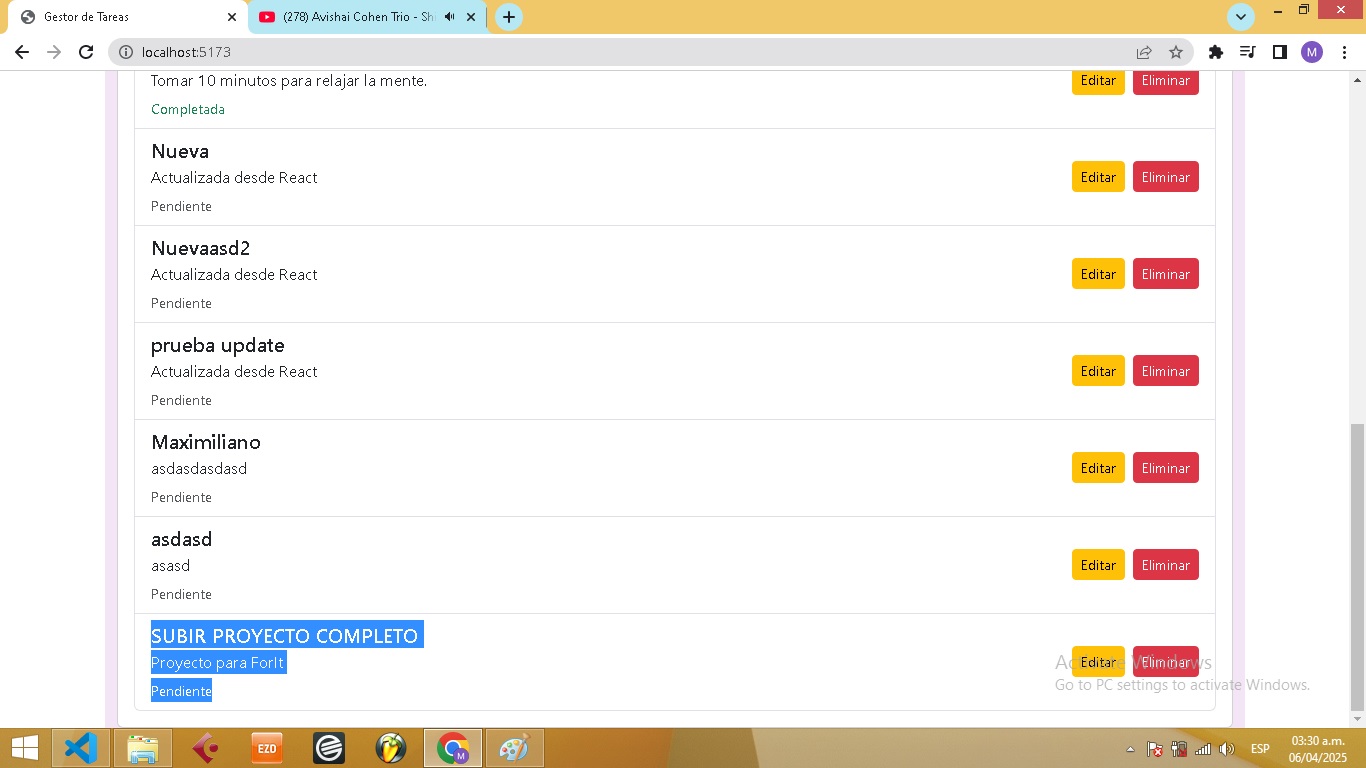 Gestor de Tareas
(278) Avishai Cohen Trio - Sh
localhost:5173
M
Tomar 10 minutos para relajar la mente.
Editar Eliminar
Completada
Nueva
Actualizada desde React
Editar Eliminar
Pendiente
Nuevaasd2
Actualizada desde React
Editar Eliminar
Pendiente
prueba update
Actualizada desde React
Editar Eliminar
Pendiente
Maximiliano
asdasdasdasd
Editar Eliminar
Pendiente
asdasd
asasd
Editar Eliminar
Pendiente
SUBIR PROYECTO COMPLETO
Proyecto para ForIt
Editar Eliminar
Pendiente
Activate Windows
Go to PC settings to activate Windows.
EZD
M
ESP
03:30 a.m.
06/04/2025